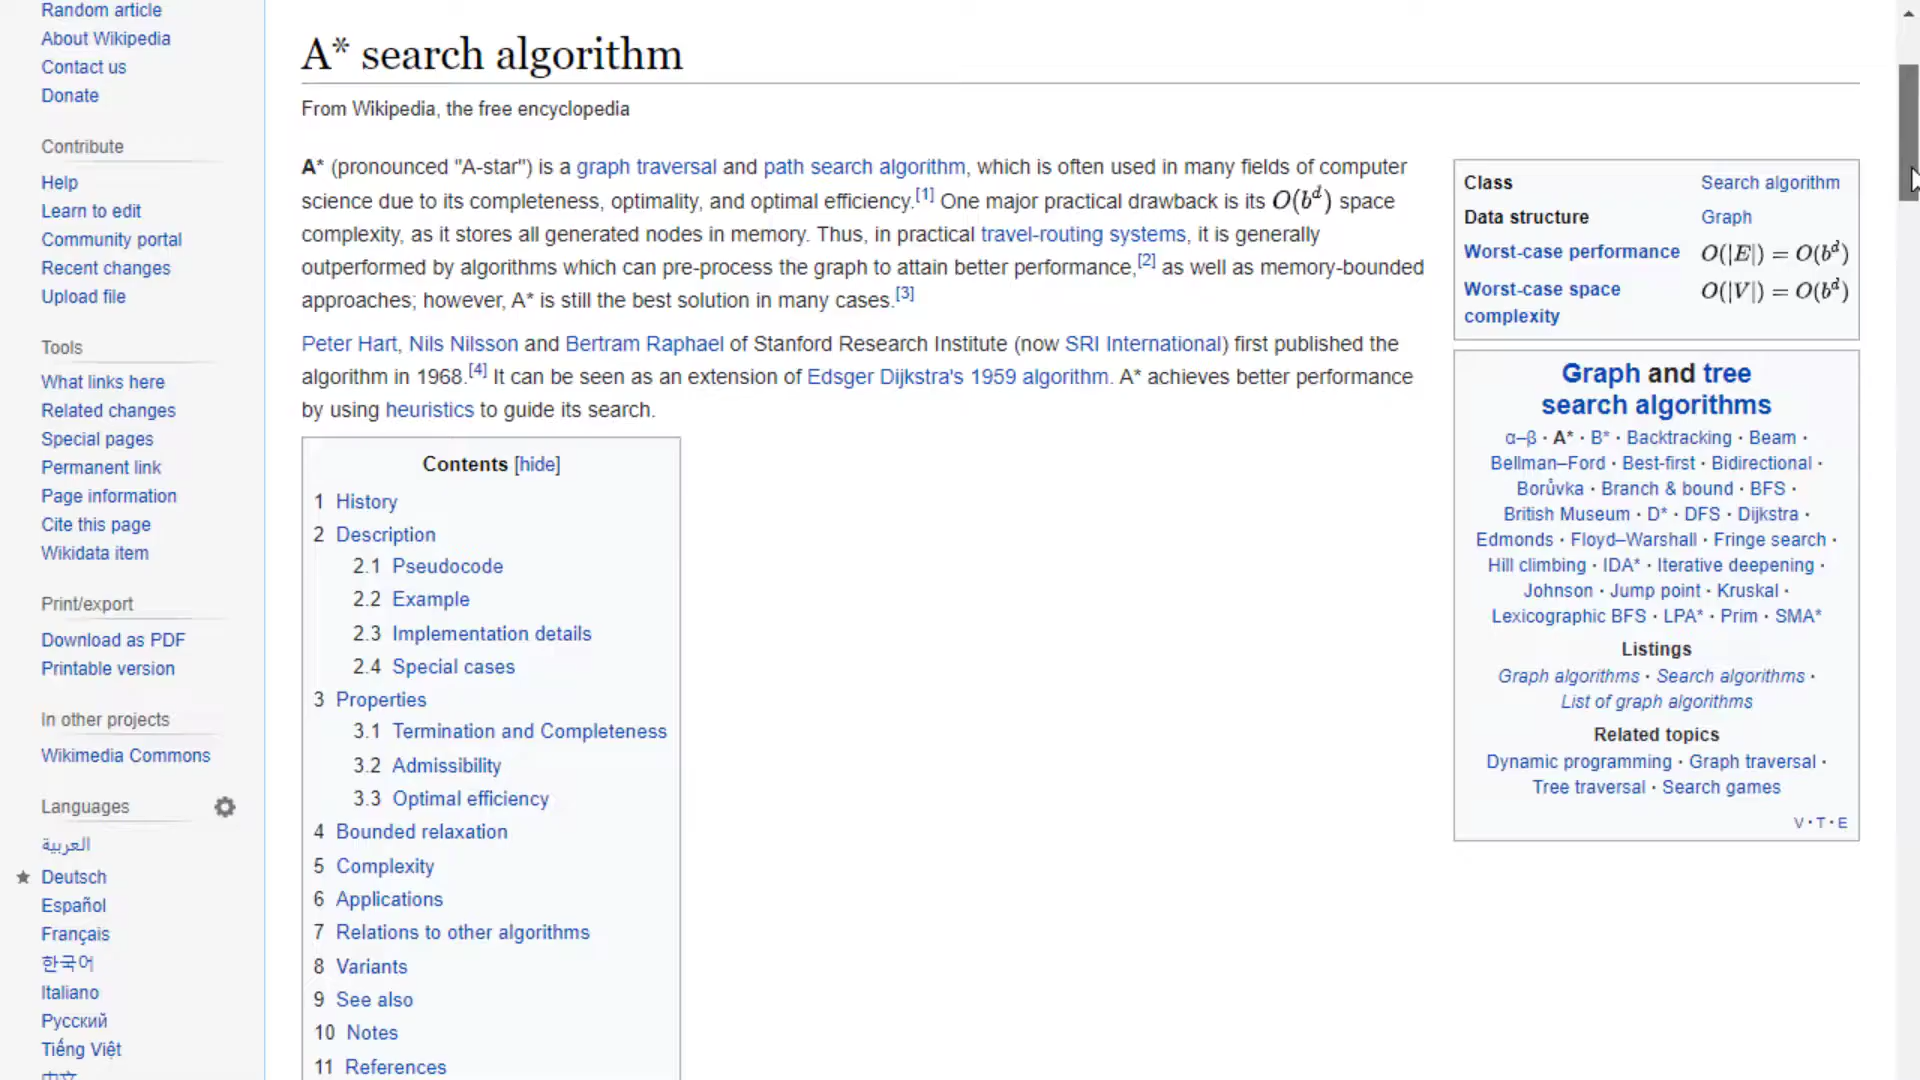 Random article
About Wikipedia
Contact us
Donate
Contribute
Help
Learn to edit
Community portal
Recent changes
Upload file
Tools
What links here
Related changes
Special pages
Permanent link
Page information
Cite this page
Wikidata item
Print/export
Download as PDF
Printable version
In other projects
Wikimedia Commons
Languages
العربية
Deutsch
Español
Français
한국어
Italiano
Русский
Tiếng Việt
A* search algorithm
From Wikipedia, the free encyclopedia
A* (pronounced "A-star") is a graph traversal and path search algorithm, which is often used in many fields of computer
science due to its completeness, optimality, and optimal efficiency.[1] One major practical drawback is its O(b^d) space
complexity, as it stores all generated nodes in memory. Thus, in practical travel-routing systems, it is generally
outperformed by algorithms which can pre-process the graph to attain better performance,[2] as well as memory-bounded
approaches; however, A* is still the best solution in many cases.[3]
Peter Hart, Nils Nilsson and Bertram Raphael of Stanford Research Institute (now SRI International) first published the
algorithm in 1968.[4] It can be seen as an extension of Edsger Dijkstra's 1959 algorithm. A* achieves better performance
by using heuristics to guide its search.
Contents [hide]
1 History
2 Description
2.1 Pseudocode
2.2 Example
2.3 Implementation details
2.4 Special cases
3 Properties
3.1 Termination and Completeness
3.2 Admissibility
3.3 Optimal efficiency
4 Bounded relaxation
5 Complexity
6 Applications
7 Relations to other algorithms
8 Variants
9 See also
10 Notes
11 References
Class Search algorithm
Data structure Graph
Worst-case performance O(|E|) = O(b^d)
Worst-case space O(|V|) = O(b^d)
complexity
Graph and tree
search algorithms
α–β · A* · B* · Backtracking · Beam ·
Bellman–Ford · Best-first · Bidirectional ·
Borůvka · Branch & bound · BFS ·
British Museum · D* · DFS · Dijkstra ·
Edmonds · Floyd–Warshall · Fringe search ·
Hill climbing · IDA* · Iterative deepening ·
Johnson · Jump point · Kruskal ·
Lexicographic BFS · LPA* · Prim · SMA*
Listings
Graph algorithms · Search algorithms ·
List of graph algorithms
Related topics
Dynamic programming · Graph traversal ·
Tree traversal · Search games
V · T · E